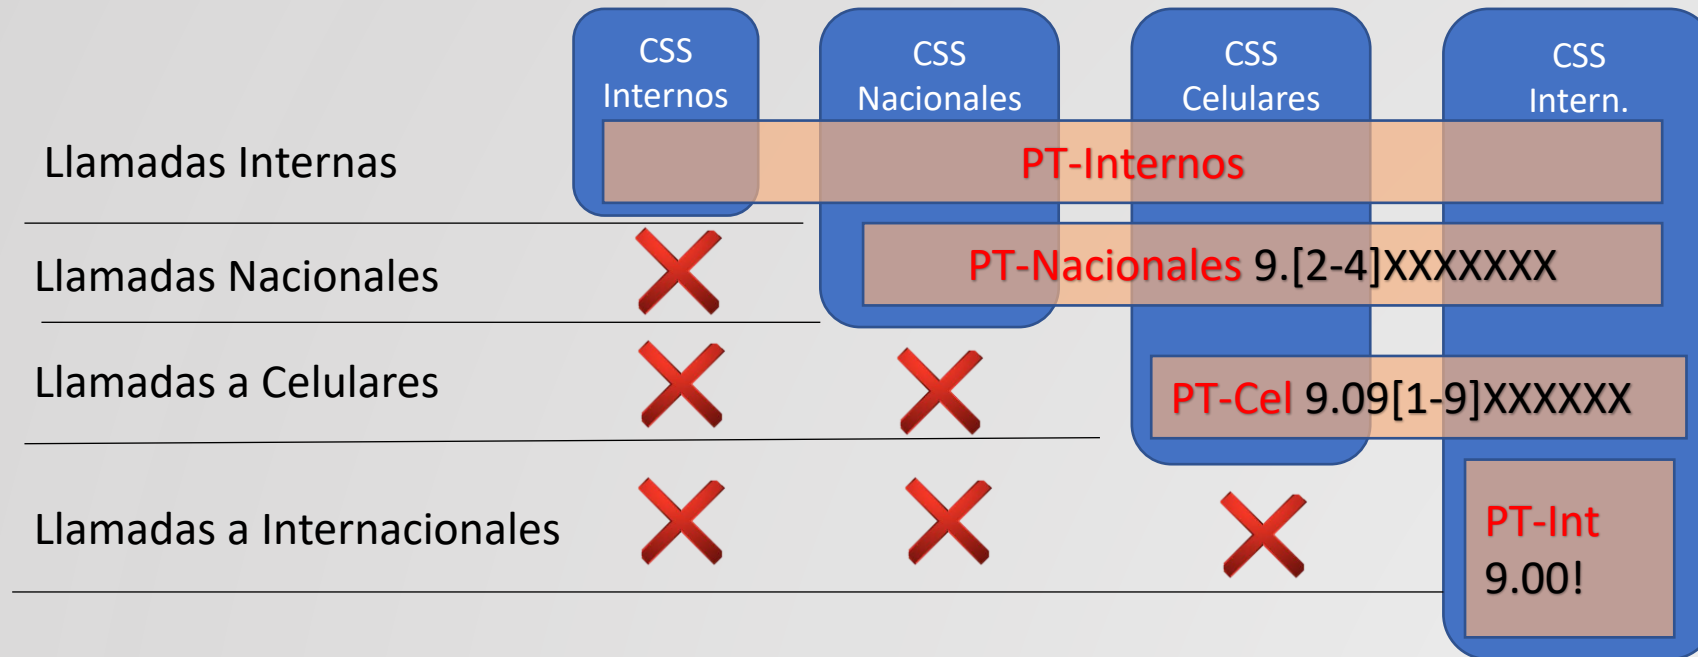 CSS
Internos
CSS
Nacionales
CSS
Celulares
CSS
Intern.
Llamadas Internas
PT-Internos
Llamadas Nacionales
PT-Nacionales 9.[2-4]XXXXXXX
Llamadas a Celulares
PT-Cel 9.09[1-9]XXXXXX
Llamadas a Internacionales
PT-Int
9.00!